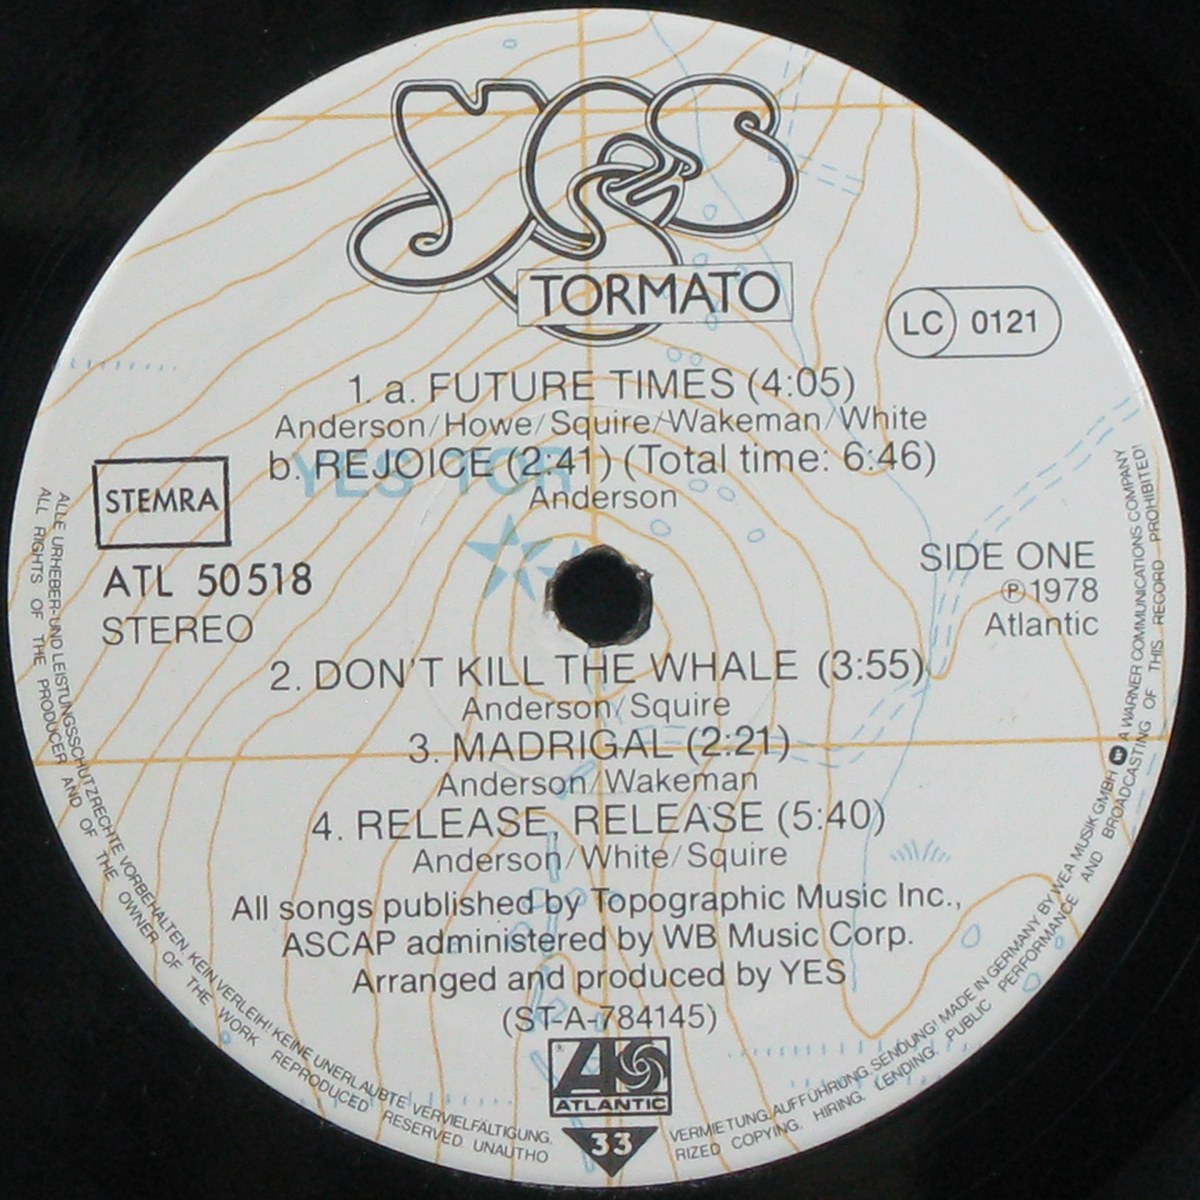 YES
TORMATO
LC 0121
1. a. FUTURE TIMES (4:05)
Anderson/Howe/Squire/Wakeman/White
b. REJOICE (2:41) (Total time: 6:46)
Anderson
YES TOR
STEMRA
ATL 50518
STEREO
SIDE ONE
℗ 1978
Atlantic
2. DON'T KILL THE WHALE (3:55)
Anderson/Squire
3. MADRIGAL (2:21)
Anderson/Wakeman
4. RELEASE, RELEASE (5:40)
Anderson/White/Squire
All songs published by Topographic Music Inc.,
ASCAP administered by WB Music Corp.
Arranged and produced by YES
(ST-A-784145)
ATLANTIC
33
ALLE URHEBER- UND LEISTUNGSSCHUTZRECHTE VORBEHALTEN. KEIN VERLEIH! KEINE UNERLAUBTE VERVIELFÄLTIGUNG, VERMIETUNG, AUFFÜHRUNG, SENDUNG! MADE IN GERMANY BY WEA MUSIK GMBH W A WARNER COMMUNICATIONS COMPANY
ALL RIGHTS OF THE PRODUCER AND OF THE OWNER OF THE WORK REPRODUCED RESERVED. UNAUTHORIZED COPYING, HIRING, LENDING, PUBLIC PERFORMANCE AND BROADCASTING OF THIS RECORD PROHIBITED!